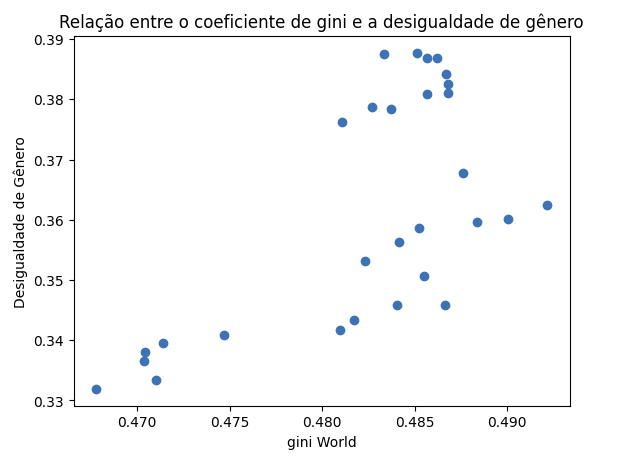 Relação entre o coeficiente de gini e a desigualdade de gênero
0.39
0.38
0.37
0.36
0.35
0.34
0.33
Desigualdade de Gênero
0.470 0.475 0.480 0.485 0.490
gini World